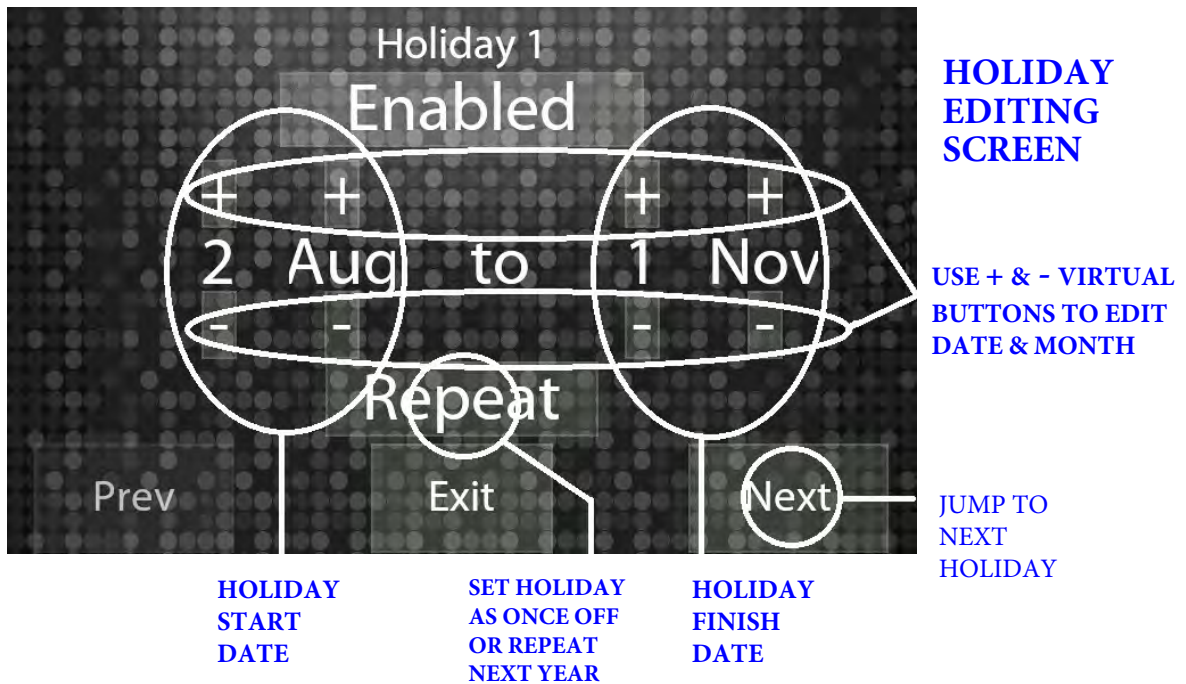 Holiday 1
Enabled
+ + + +
2 Aug to 1 Nov
- - - -
Repeat
Prev Exit Next
HOLIDAY
EDITING
SCREEN
USE + & - VIRTUAL
BUTTONS TO EDIT
DATE & MONTH
JUMP TO
NEXT
HOLIDAY
HOLIDAY
START
DATE
SET HOLIDAY
AS ONCE OFF
OR REPEAT
NEXT YEAR
HOLIDAY
FINISH
DATE